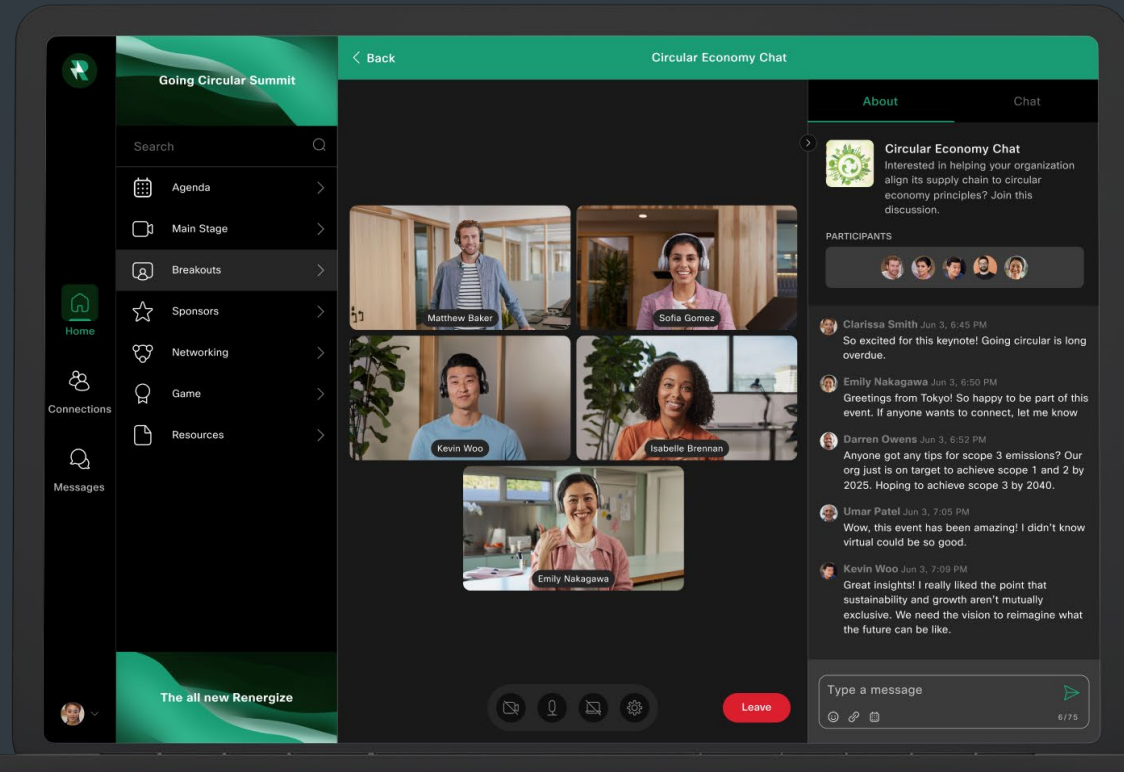 Going Circular Summit
Search
Agenda
Main Stage
Breakouts
Sponsors
Networking
Game
Resources
Home
Connections
Messages
The all new Renergize
Back
Circular Economy Chat
Matthew Baker
Sofia Gomez
Kevin Woo
Isabelle Brennan
Emily Nakagawa
Leave
About
Chat
Circular Economy Chat
Interested in helping your organization
align its supply chain to circular
economy principles? Join this
discussion.
PARTICIPANTS
Clarissa Smith Jun 3, 6:45 PM
So excited for this keynote! Going circular is long
overdue.
Emily Nakagawa Jun 3, 6:50 PM
Greetings from Tokyo! So happy to be part of this
event. If anyone wants to connect, let me know
Darren Owens Jun 3, 6:52 PM
Anyone got any tips for scope 3 emissions? Our
org just is on target to achieve scope 1 and 2 by
2025. Hoping to achieve scope 3 by 2040.
Umar Patel Jun 3, 7:05 PM
Wow, this event has been amazing! I didn't know
virtual could be so good.
Kevin Woo Jun 3, 7:09 PM
Great insights! I really liked the point that
sustainability and growth aren't mutually
exclusive. We need the vision to reimagine what
the future can be like.
Type a message
6/75